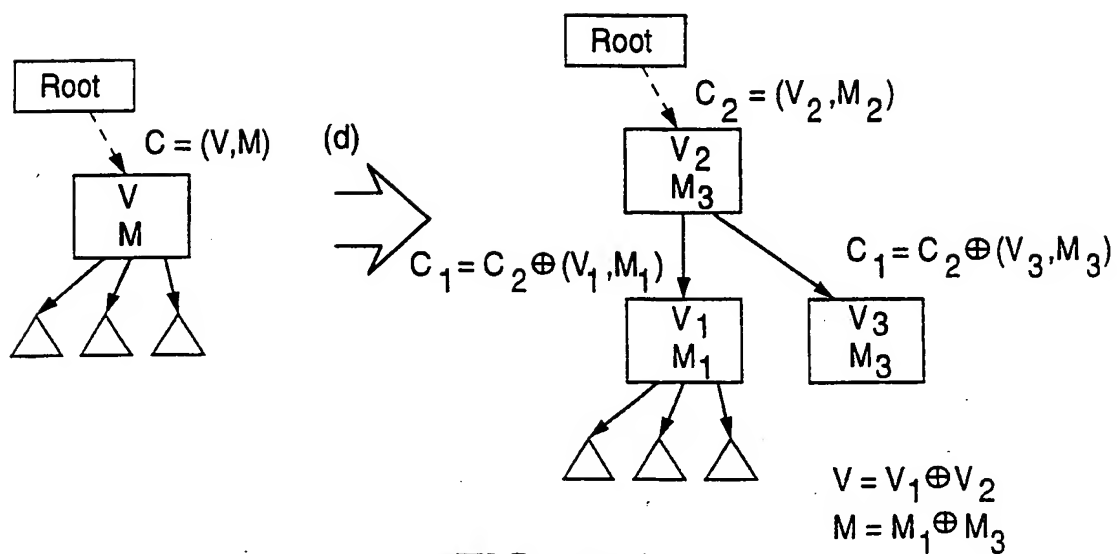 Root
C = (V,M)
V
M
(d)
Root
C₂ = (V₂,M₂)
V₂
M₃
C₁ = C₂ ⊕ (V₁,M₁)
C₁ = C₂ ⊕ (V₃,M₃)
V₁
M₁
V₃
M₃
V = V₁ ⊕ V₂
M = M₁ ⊕ M₃